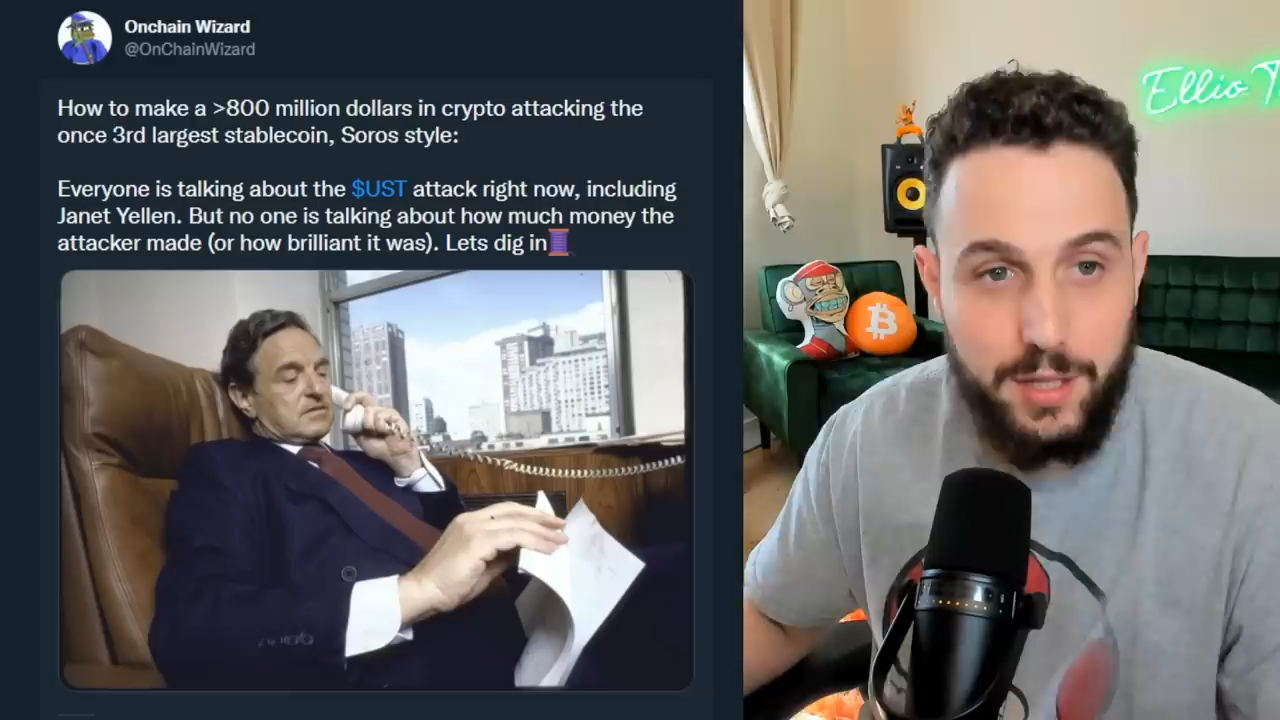 Onchain Wizard
@OnChainWizard
How to make a >800 million dollars in crypto attacking the
once 3rd largest stablecoin, Soros style:
Everyone is talking about the $UST attack right now, including
Janet Yellen. But no one is talking about how much money the
attacker made (or how brilliant it was). Lets dig in
Ellio T